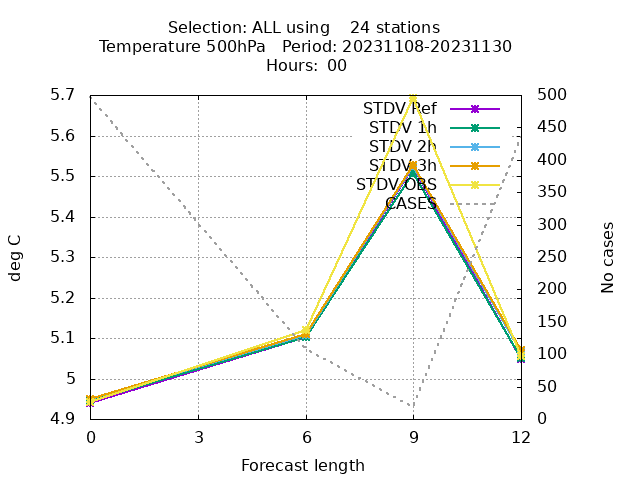 Selection: ALL using    24 stations
Temperature 500hPa   Period: 20231108-20231130
Hours: 00
5.7
5.6
5.5
5.4
5.3
5.2
5.1
5
4.9
deg C
500
450
400
350
300
250
200
150
100
50
0
No cases
STDV Ref
STDV 1h
STDV 2h
STDV 3h
STDV OBS
CASES
0 3 6 9 12
Forecast length